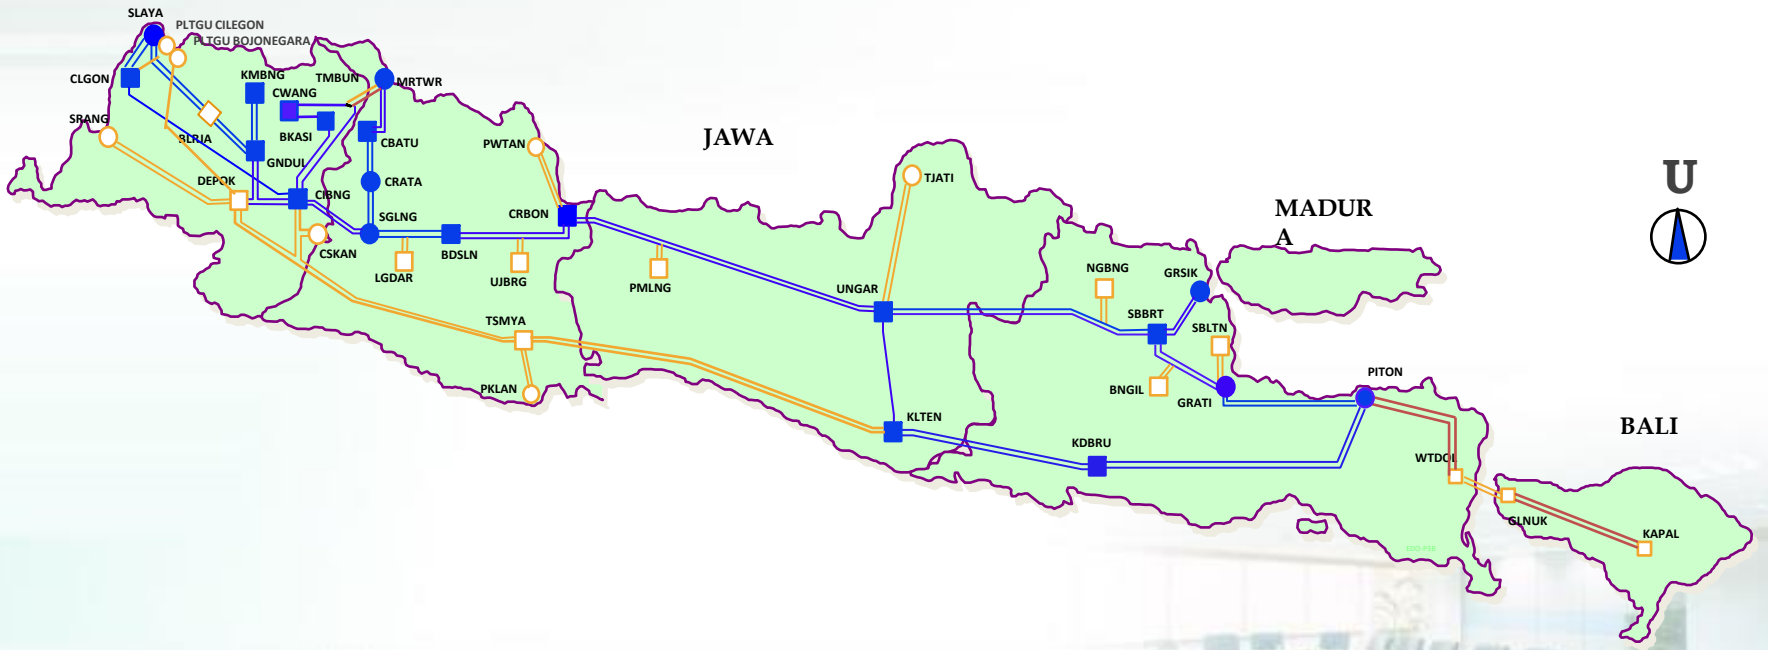 SLAYA
PLTGU CILEGON
PLTGU BOJONEGARA
CLGON
KMBNG
TMBUN
MRTWR
CWANG
SRANG
BLRJA
BKASI
CBATU
PWTAN
JAWA
GNDUL
DEPOK
CIBNG
CRATA
TJATI
U
SGLNG
CRBON
MADUR
A
CSKAN
BDSLN
LGDAR
UJBRG
PMLNG
UNGAR
NGBNG
GRSIK
SBBRT
SBLTN
TSMYA
PKLAN
BNGIL
GRATI
PITON
KLTEN
KDBRU
BALI
WTDOL
GLNUK
KAPAL